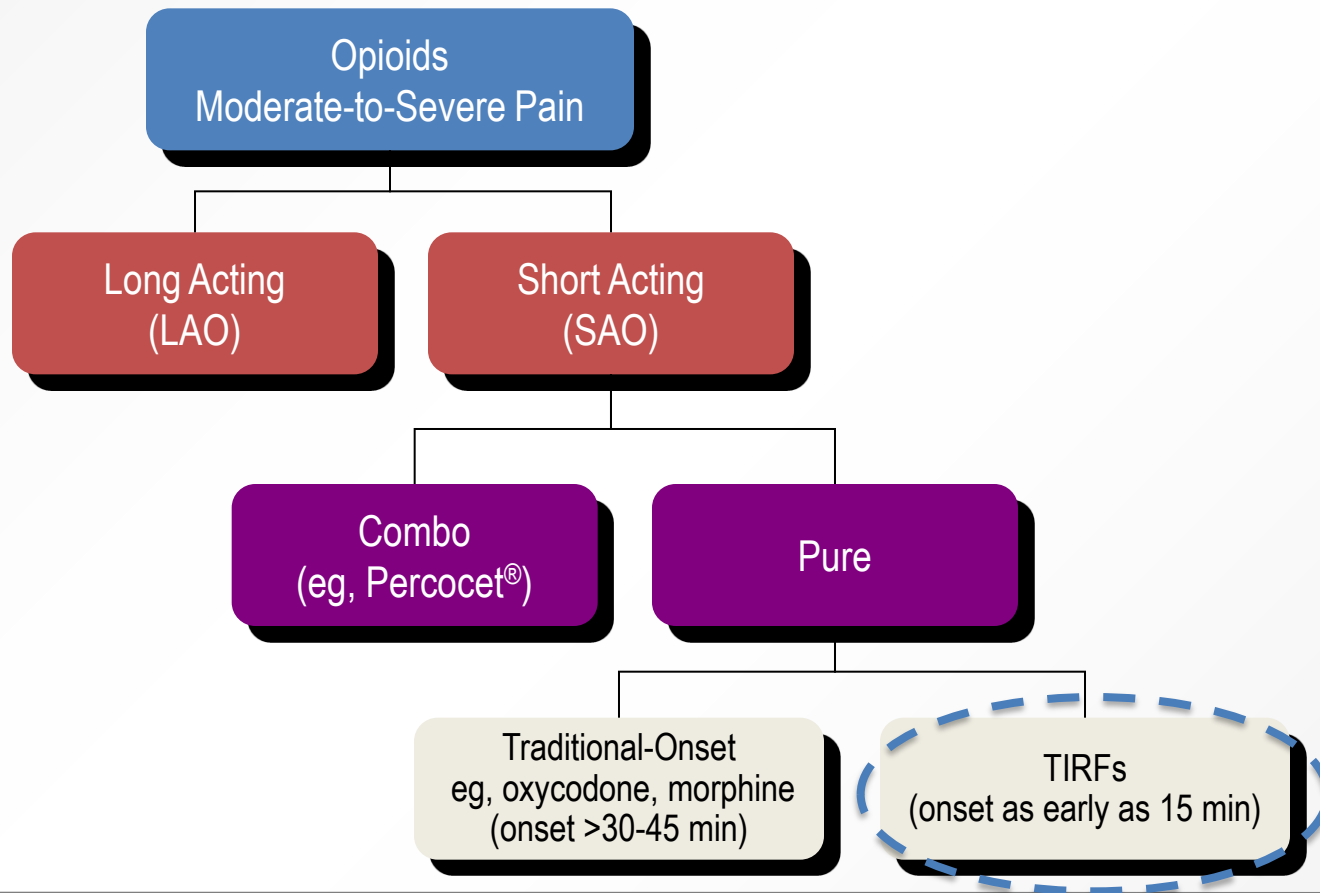 Opioids
Moderate-to-Severe Pain
Long Acting
(LAO)
Short Acting
(SAO)
Combo
(eg, Percocet®)
Pure
Traditional-Onset
eg, oxycodone, morphine
(onset >30-45 min)
TIRFs
(onset as early as 15 min)